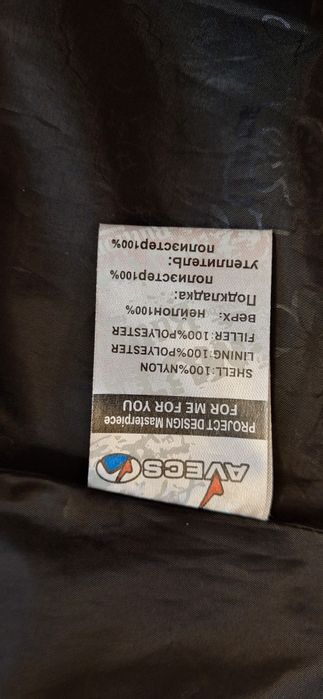 AVECS
PROJECT DESIGN Masterpiece
FOR ME FOR YOU
SHELL:100%NYLON
LINING:100%POLYESTER
FILLER:100%POLYESTER
ВЕРХ: НЕЙЛОН100%
Подкладка:
ПОЛИЭСТЕР100%
УТЕПЛИТЕЛЬ:
ПОЛИЭСТЕР100%